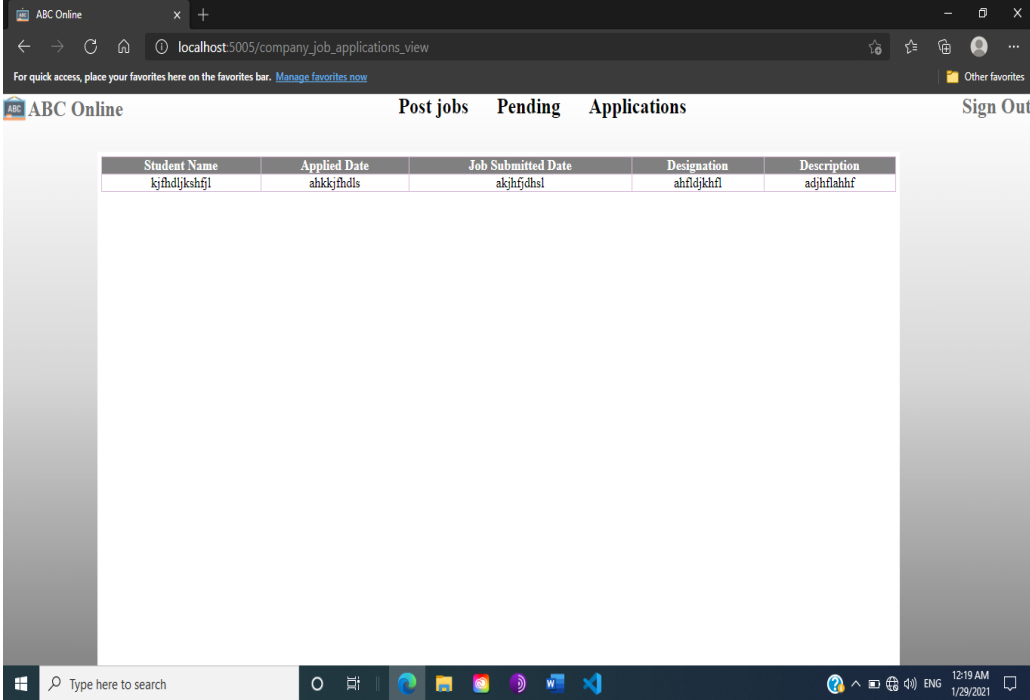 ABC Online
localhost:5005/company_job_applications_view
For quick access, place your favorites here on the favorites bar. Manage favorites now
Other favorites
ABC ABC Online Post jobs Pending Applications Sign Out
Student Name Applied Date Job Submitted Date Designation Description
kjfhdljkshfjl ahkkjfhdls akjhfjdhsl ahfldjkhfl adjhflahhf
Type here to search
ENG
12:19 AM
1/29/2021